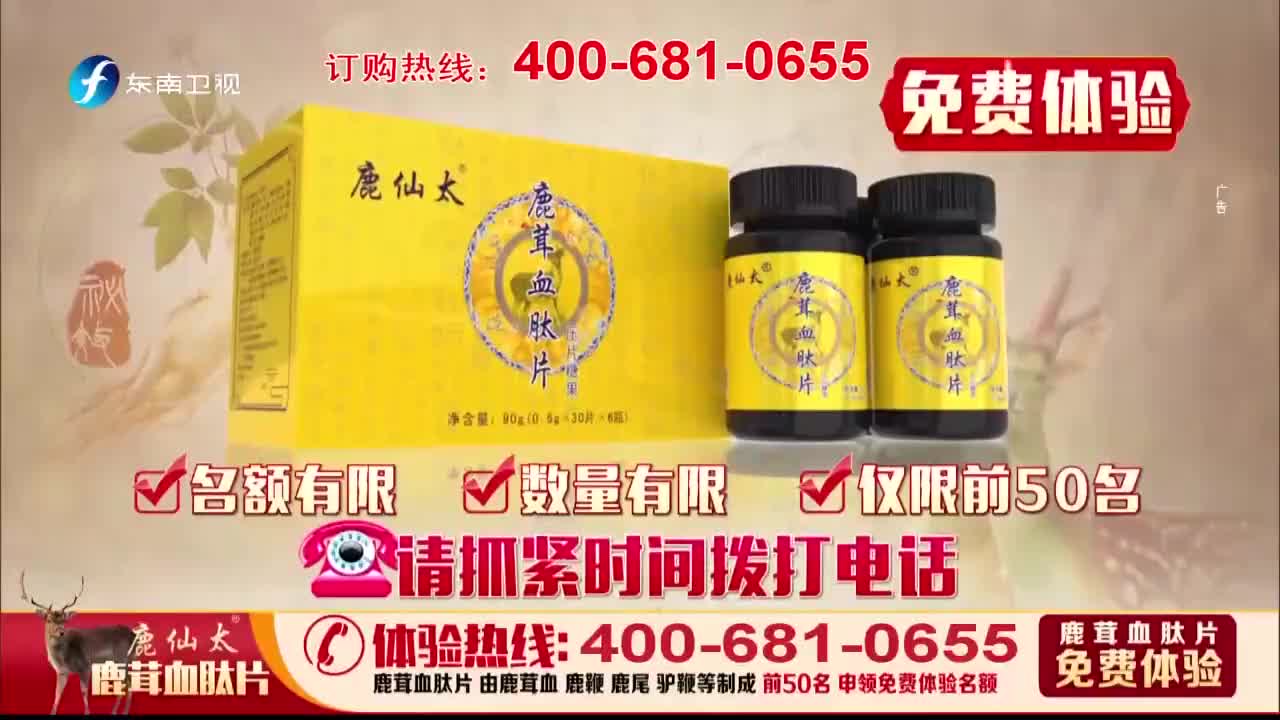 订购热线：400-681-0655
东南卫视
免费体验
广告
鹿仙太®
鹿茸血肽片
压片糖果
净含量：90g(0.5g×30片×6瓶)
鹿仙太®
鹿茸血肽片
鹿仙太®
鹿茸血肽片
名额有限 数量有限 仅限前50名
请抓紧时间拨打电话
鹿仙太®
鹿茸血肽片
体验热线:400-681-0655
鹿茸血肽片 由鹿茸血 鹿鞭 鹿尾 驴鞭等制成 前50名 申领免费体验名额
鹿茸血肽片
免费体验